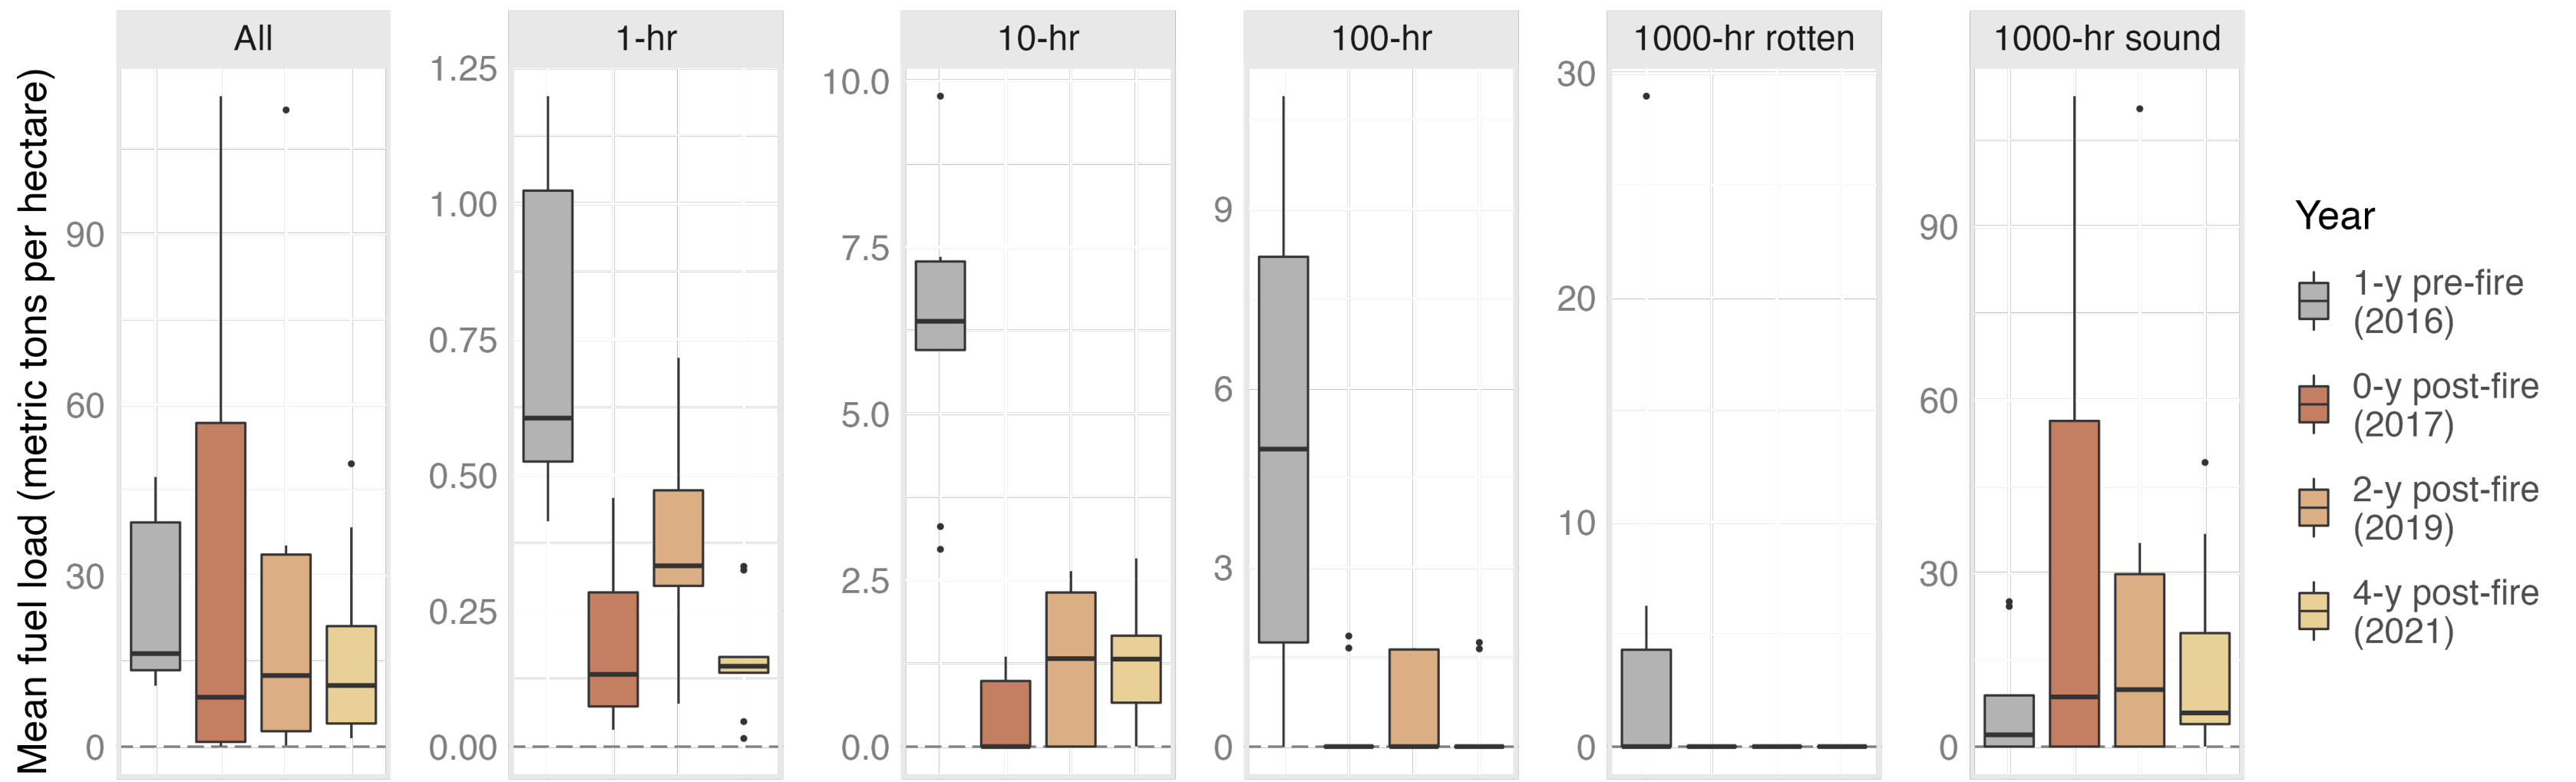 All
1-hr
10-hr
100-hr
1000-hr rotten
1000-hr sound
Mean fuel load (metric tons per hectare)
90
60
30
0
1.25
1.00
0.75
0.50
0.25
0.00
10.0
7.5
5.0
2.5
0.0
9
6
3
0
30
20
10
0
90
60
30
0
Year
1-y pre-fire
(2016)
0-y post-fire
(2017)
2-y post-fire
(2019)
4-y post-fire
(2021)